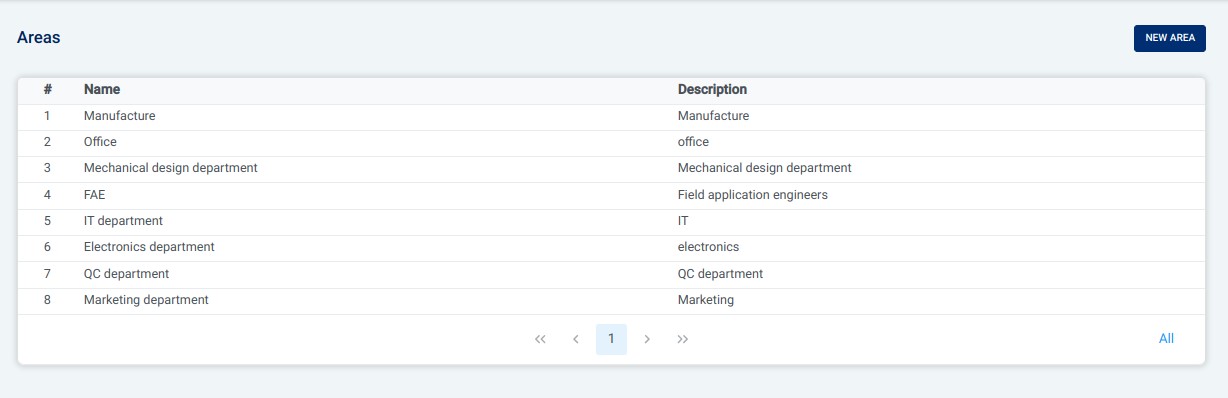 Areas
NEW AREA
# Name Description
1 Manufacture Manufacture
2 Office office
3 Mechanical design department Mechanical design department
4 FAE Field application engineers
5 IT department IT
6 Electronics department electronics
7 QC department QC department
8 Marketing department Marketing
1
All